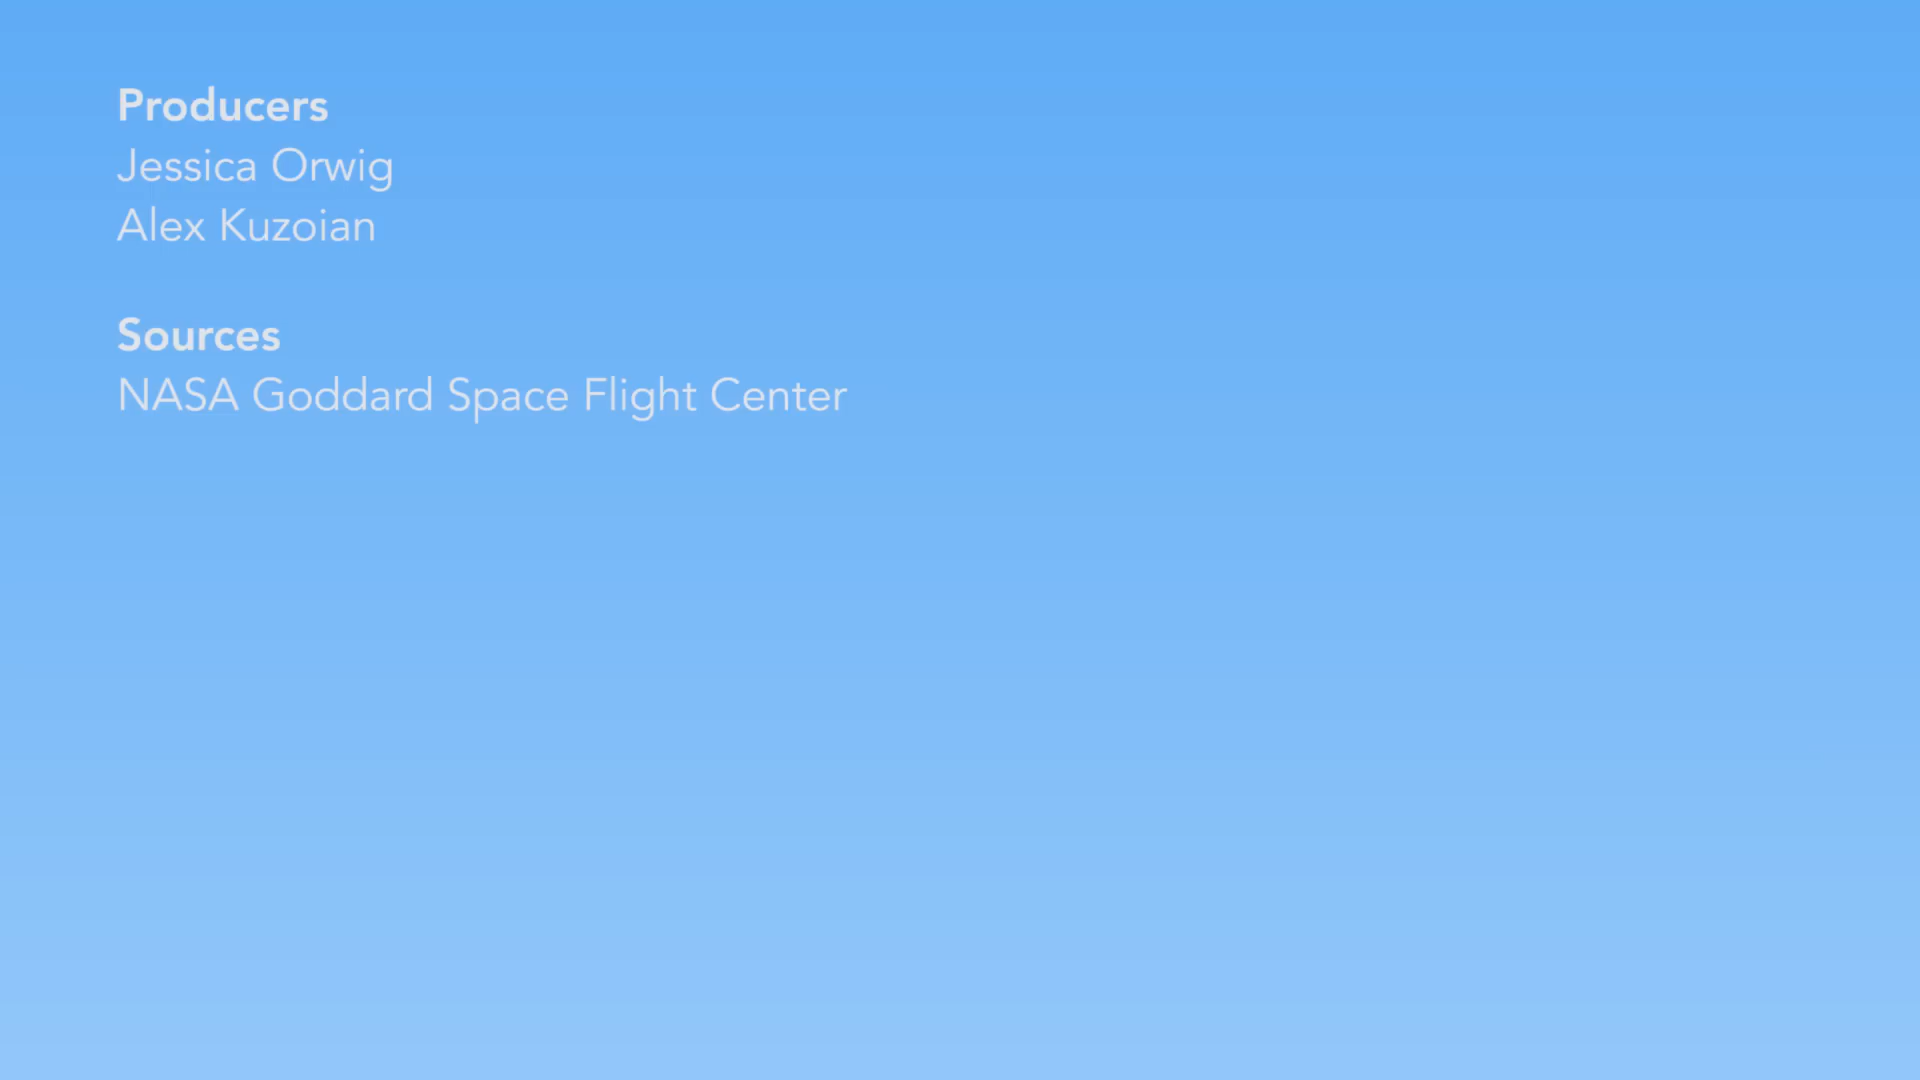 Producers
Jessica Orwig
Alex Kuzoian
Sources
NASA Goddard Space Flight Center